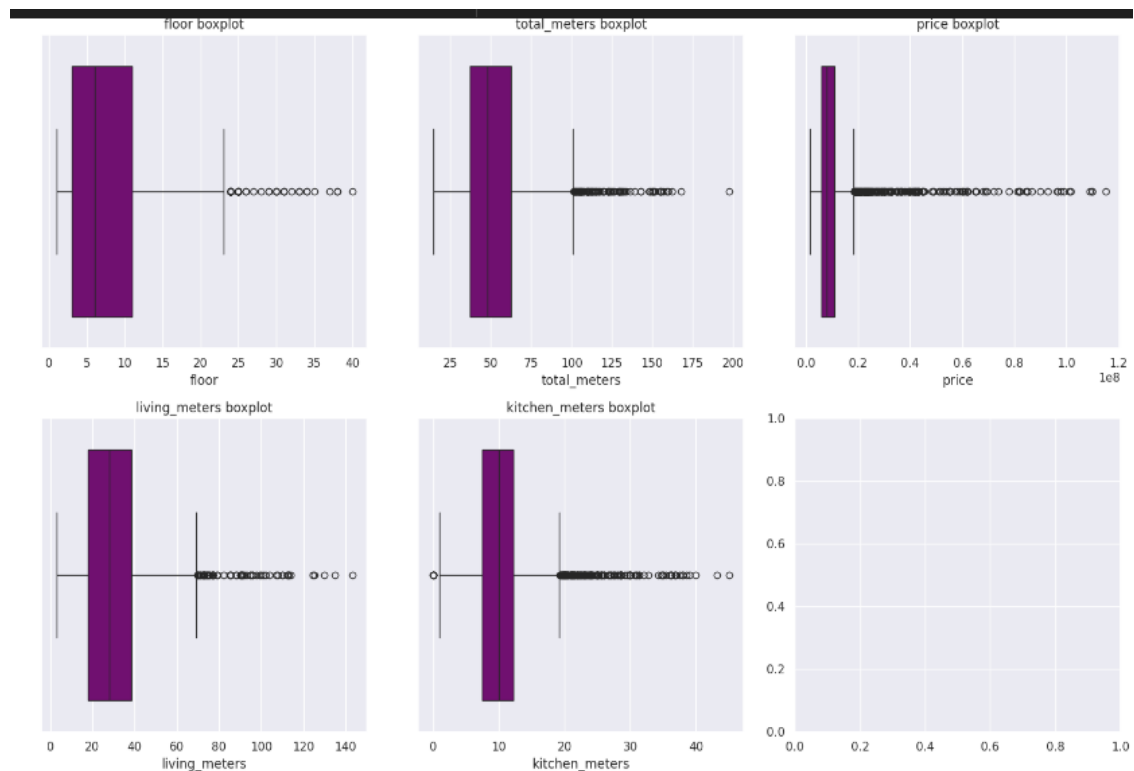 floor boxplot
total_meters boxplot
price boxplot
0 5 10 15 20 25 30 35 40
floor
25 50 75 100 125 150 175 200
total_meters
0.0 0.2 0.4 0.6 0.8 1.0 1.2
1e8
price
living_meters boxplot
kitchen_meters boxplot
0 20 40 60 80 100 120 140
living_meters
0 10 20 30 40
kitchen_meters
1.0
0.8
0.6
0.4
0.2
0.0
0.0 0.2 0.4 0.6 0.8 1.0